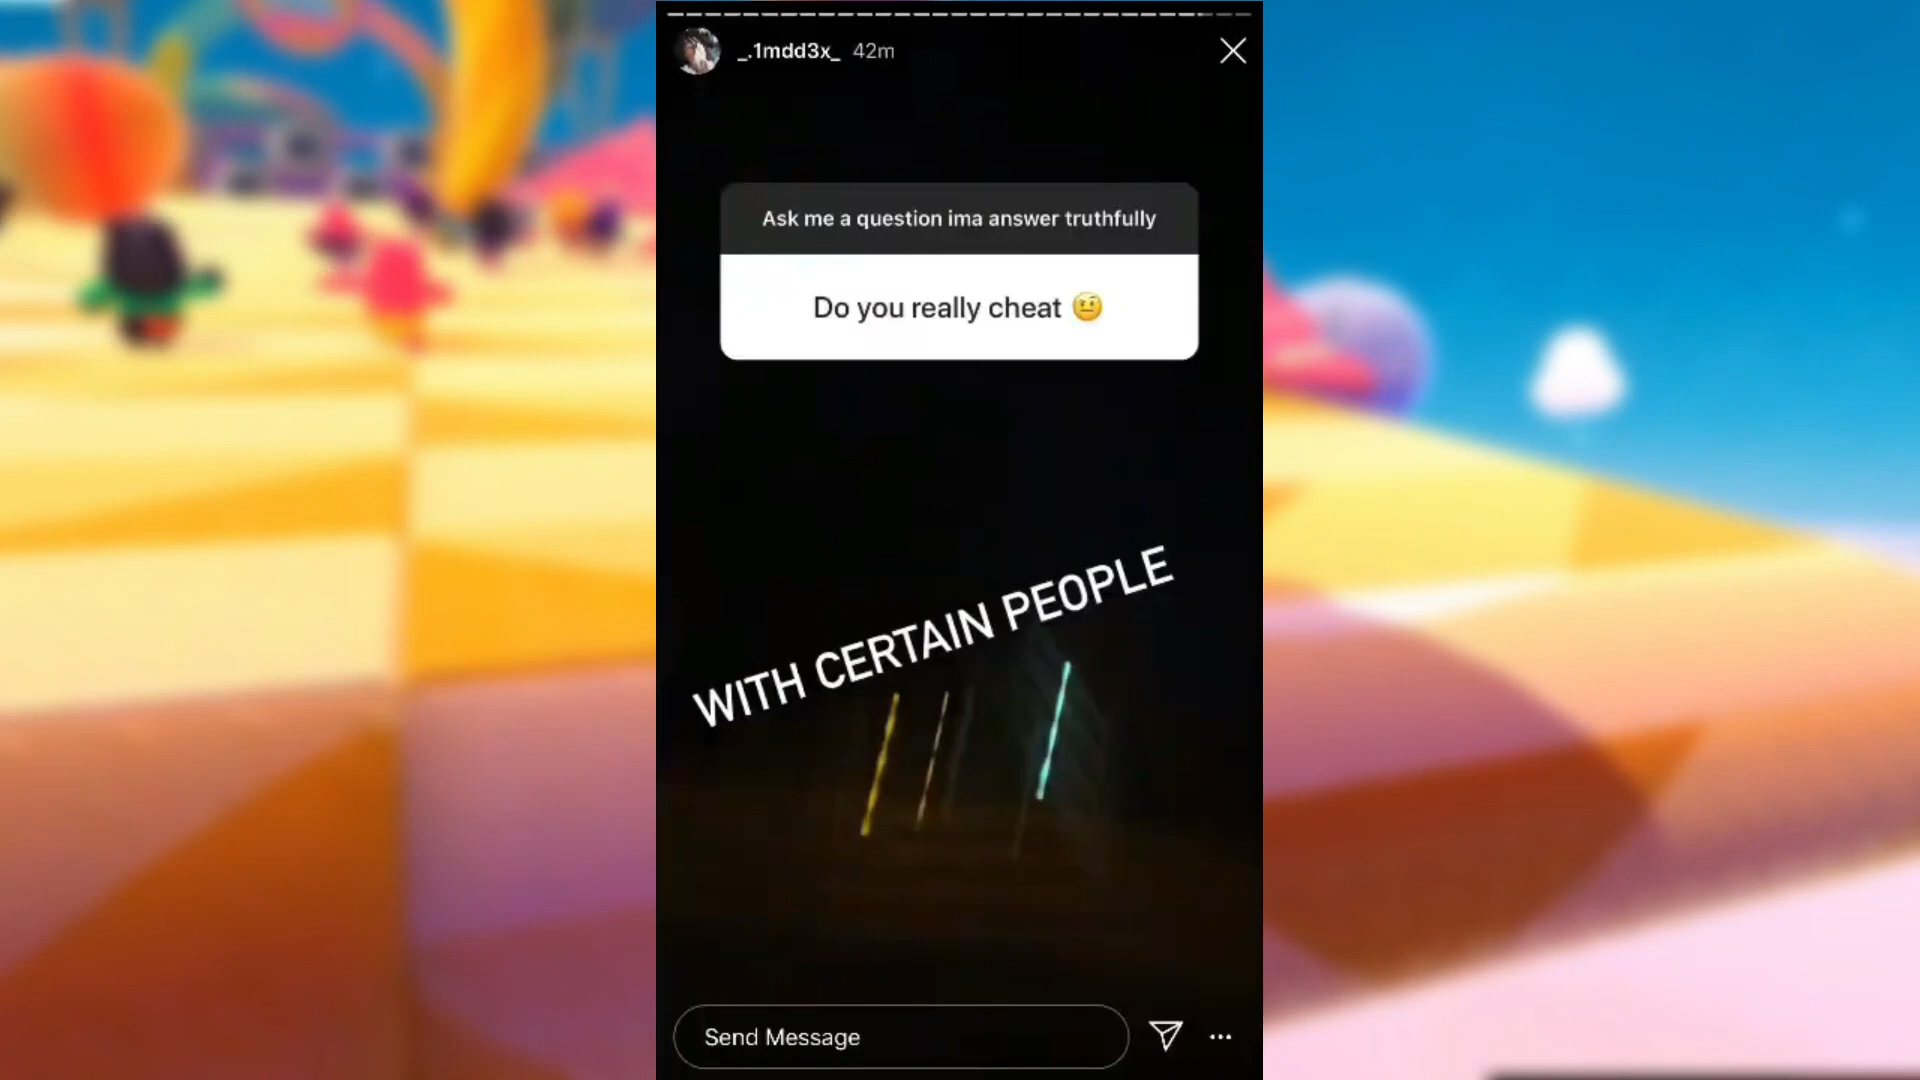 _.1mdd3x_ 42m
Ask me a question ima answer truthfully
Do you really cheat 🤨
WITH CERTAIN PEOPLE
Send Message